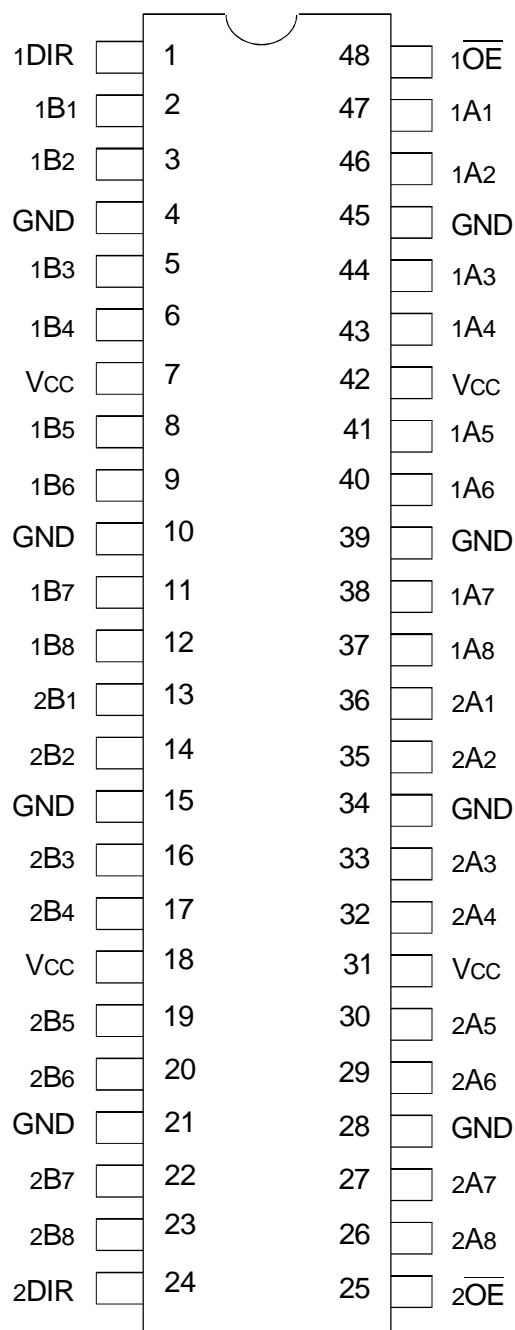 1DIR 1 48 1O̅E̅
1B1 2 47 1A1
1B2 3 46 1A2
GND 4 45 GND
1B3 5 44 1A3
1B4 6 43 1A4
VCC 7 42 VCC
1B5 8 41 1A5
1B6 9 40 1A6
GND 10 39 GND
1B7 11 38 1A7
1B8 12 37 1A8
2B1 13 36 2A1
2B2 14 35 2A2
GND 15 34 GND
2B3 16 33 2A3
2B4 17 32 2A4
VCC 18 31 VCC
2B5 19 30 2A5
2B6 20 29 2A6
GND 21 28 GND
2B7 22 27 2A7
2B8 23 26 2A8
2DIR 24 25 2O̅E̅